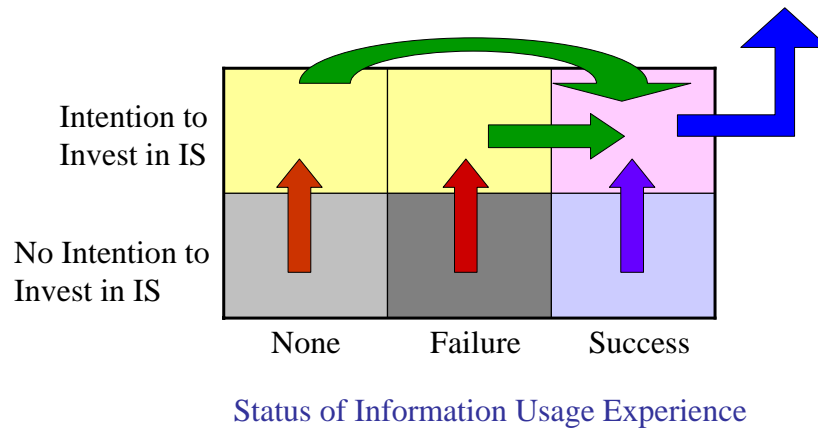 Intention to
Invest in IS
No Intention to
Invest in IS
None Failure Success
Status of Information Usage Experience